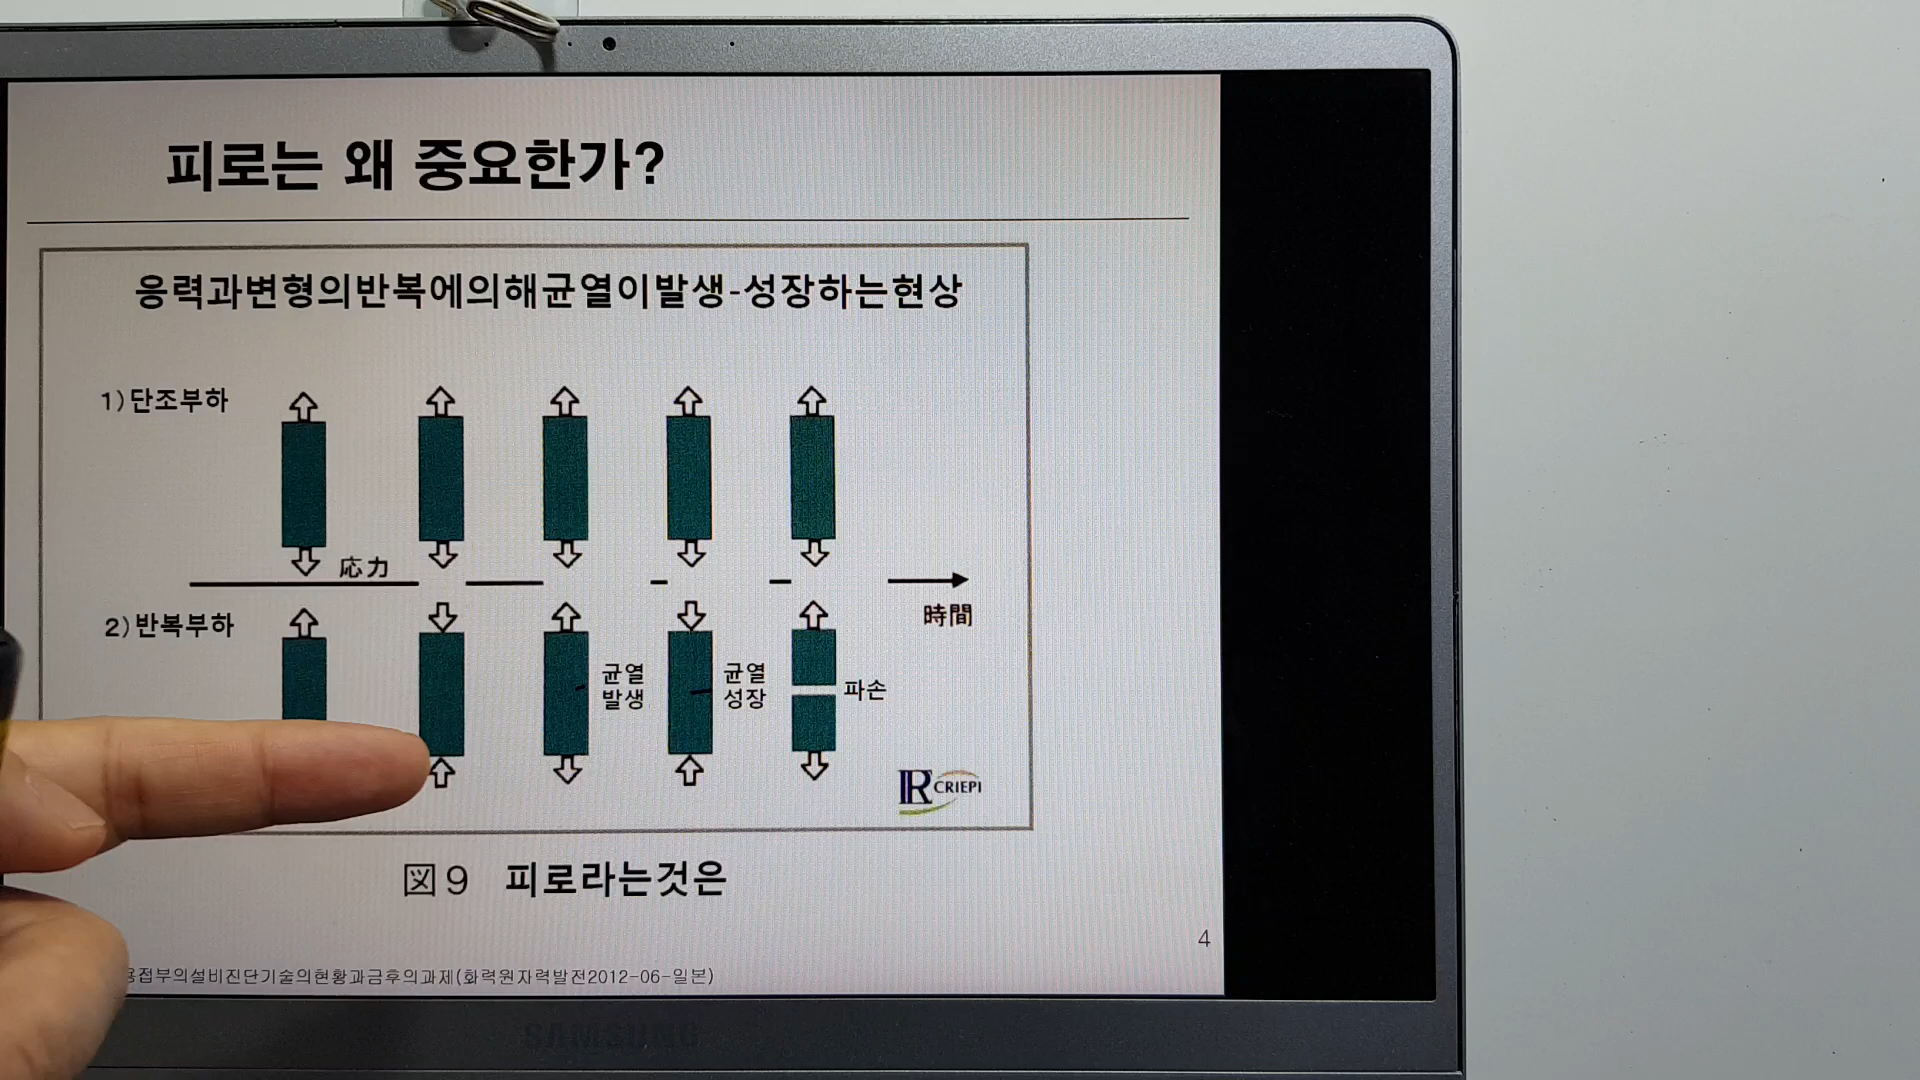 피로는 왜 중요한가?
응력과변형의반복에의해균열이발생-성장하는현상
1)단조부하
応力
時間
2)반복부하
균열
발생
균열
성장
파손
CRIEPI
図9 피로라는것은
4
용접부의설비진단기술의현황과금후의과제(화력원자력발전2012-06-일본)
SAMSUNG